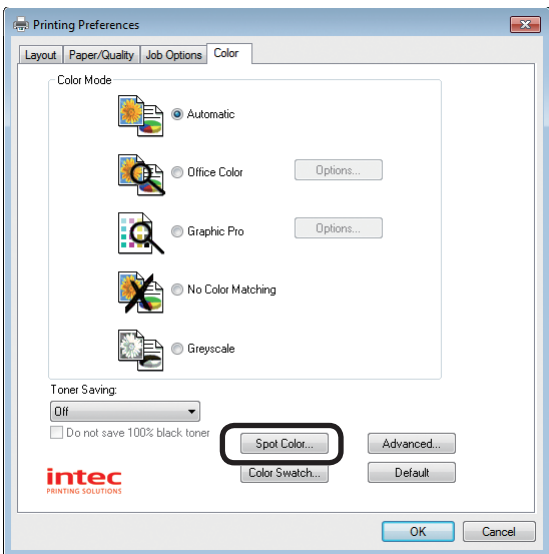 Printing Preferences
Layout Paper/Quality Job Options Color
Color Mode
Automatic
Office Color Options...
Graphic Pro Options...
No Color Matching
Greyscale
Toner Saving:
Off
Do not save 100% black toner
Spot Color... Advanced...
Color Swatch... Default
intec
PRINTING SOLUTIONS
OK Cancel